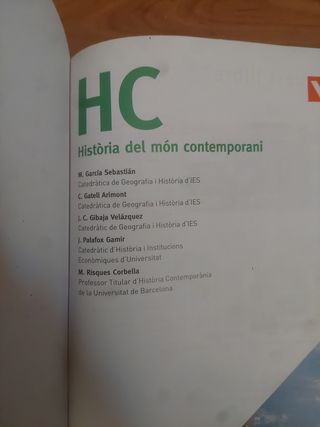 HC
Història del món contemporani
M. García Sebastián
Catedràtica de Geografia i Història d'IES
C. Gatell Arimont
Catedràtica de Geografia i Història d'IES
J. C. Gibaja Velázquez
Catedràtic de Geografia i Història d'IES
J. Palafox Gamir
Catedràtic d'Història i Institucions
Econòmiques d'Universitat
M. Risques Corbella
Professor Titular d'Història Contemporània
de la Universitat de Barcelona